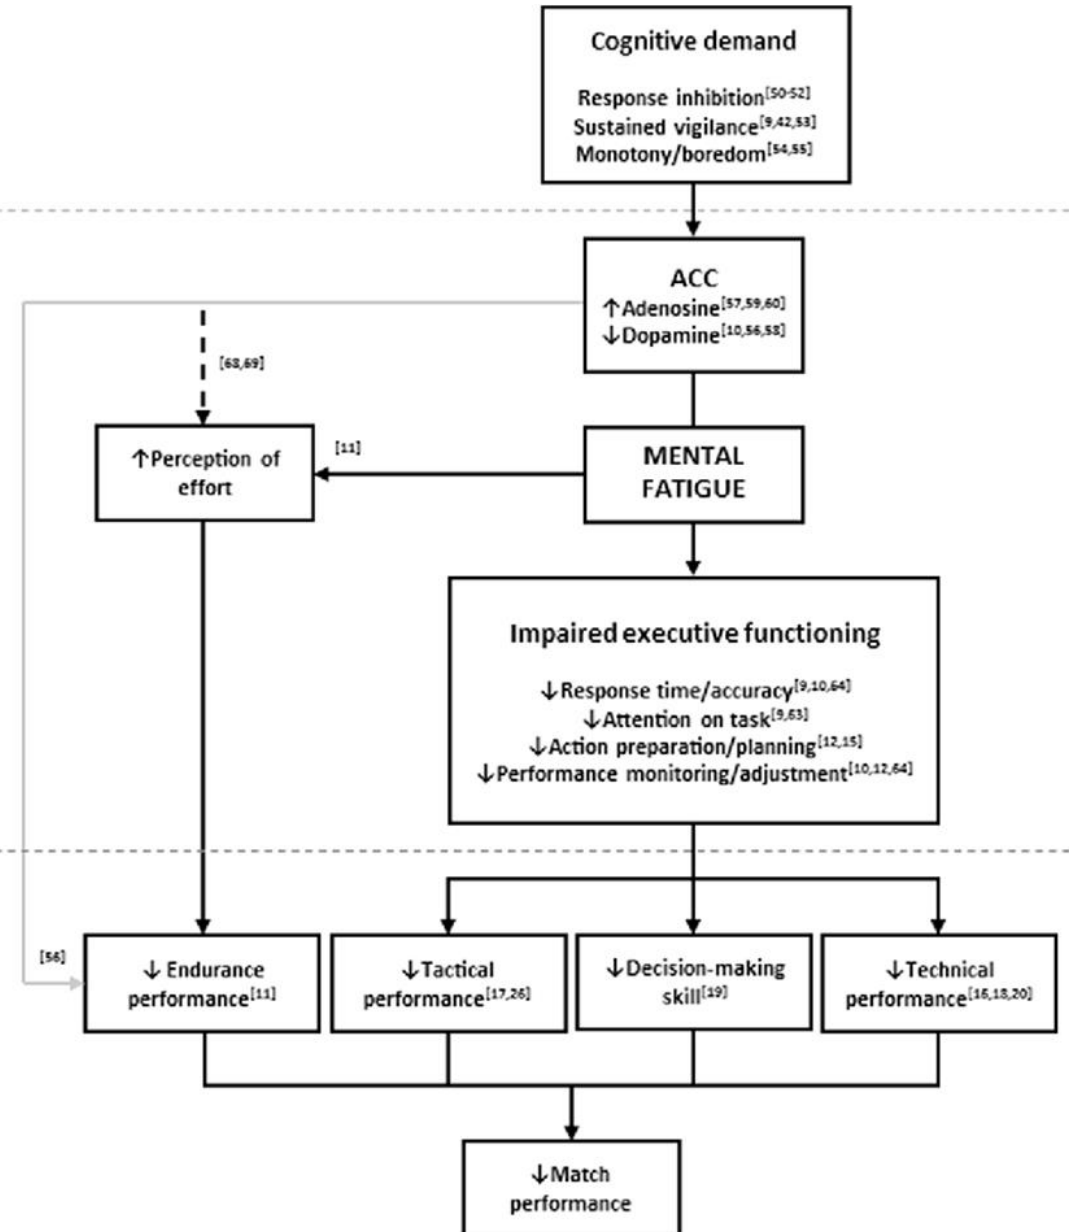 Cognitive demand
Response inhibition[50-52]
Sustained vigilance[9,42,53]
Monotony/boredom[54,55]
ACC
↑Adenosine[57,59,60]
↓Dopamine[10,56,58]
[68,69]
↑Perception of
effort
[11]
MENTAL
FATIGUE
Impaired executive functioning
↓Response time/accuracy[9,10,64]
↓Attention on task[9,63]
↓Action preparation/planning[12,15]
↓Performance monitoring/adjustment[10,12,64]
[56]
↓ Endurance
performance[11]
↓Tactical
performance[17,26]
↓Decision-making
skill[19]
↓Technical
performance[16,18,20]
↓Match
performance